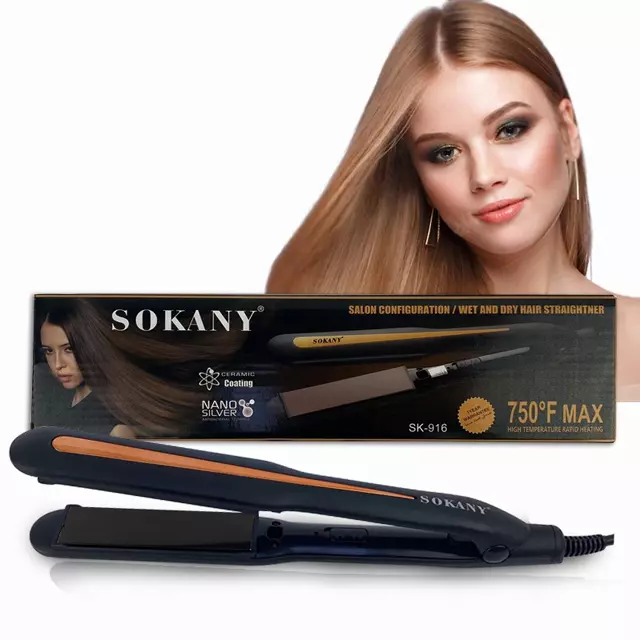 SOKANY®
SALON CONFIGURATION / WET AND DRY HAIR STRAIGHTNER
SOKANY
CERAMIC
Coating
NANO
SILVER
SK-916
750°F MAX
HIGH TEMPERATURE RATIO HEATING
SOKANY